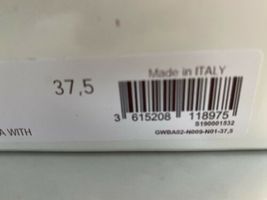 Made in ITALY
37,5
3 615208 118975
S190001532
A WITH
GWBA02-N009-N01-37,5